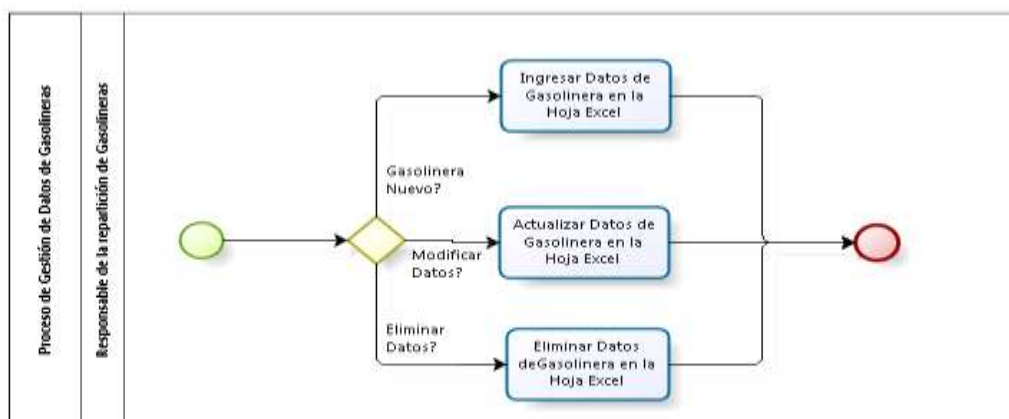 Proceso de Gestión de Datos de Gasolineras
Responsable de la repartición de Gasolineras
Ingresar Datos de
Gasolinera en la
Hoja Excel
Gasolinera
Nuevo?
Actualizar Datos de
Gasolinera en la
Hoja Excel
Modificar
Datos?
Eliminar
Datos?
Eliminar Datos
deGasolinera en la
Hoja Excel